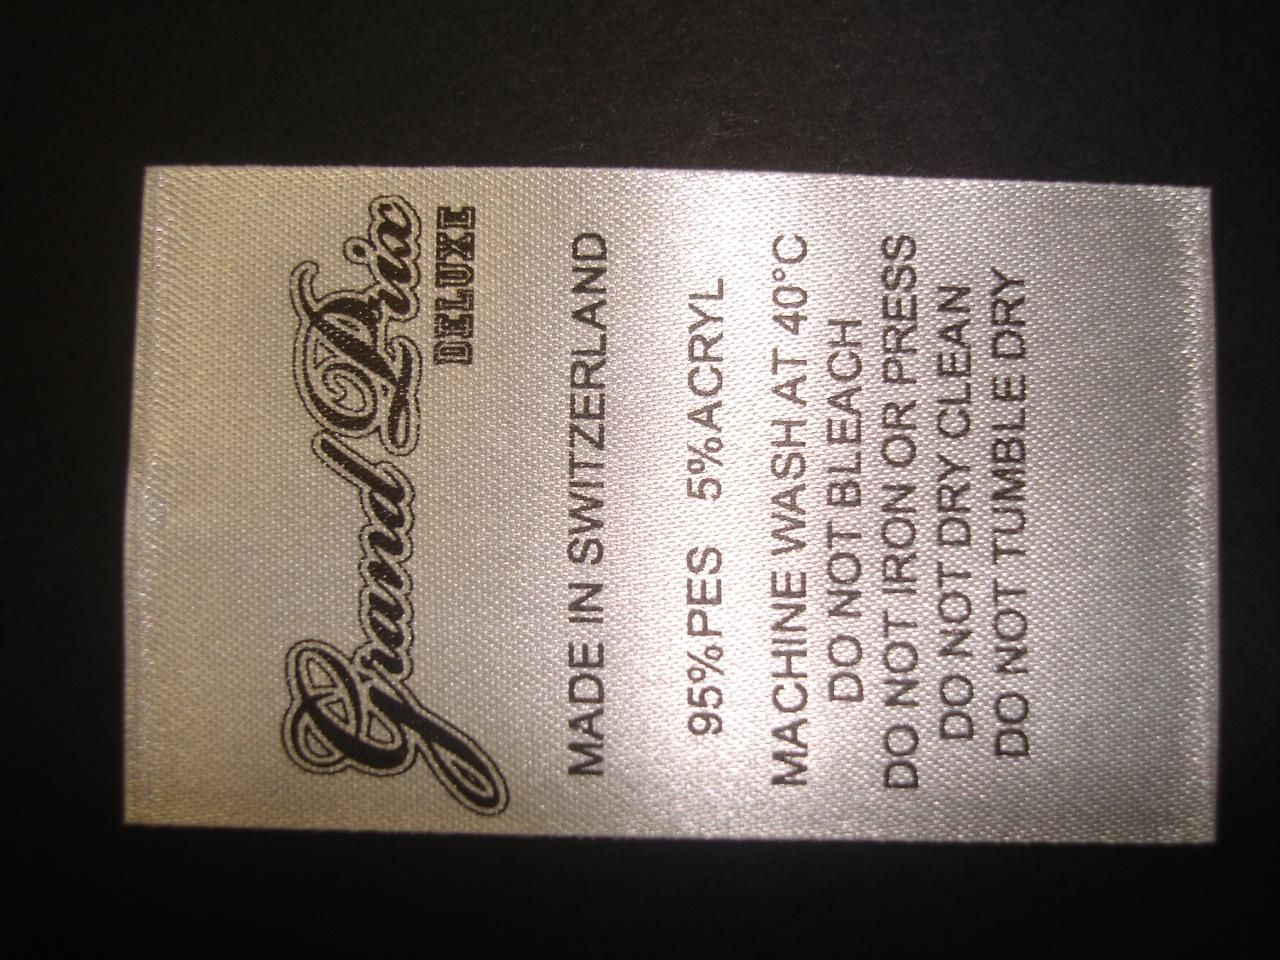 Grand Prix
DELUXE
MADE IN SWITZERLAND
95%PES 5%ACRYL
MACHINE WASH AT 40°C
DO NOT BLEACH
DO NOT IRON OR PRESS
DO NOT DRY CLEAN
DO NOT TUMBLE DRY